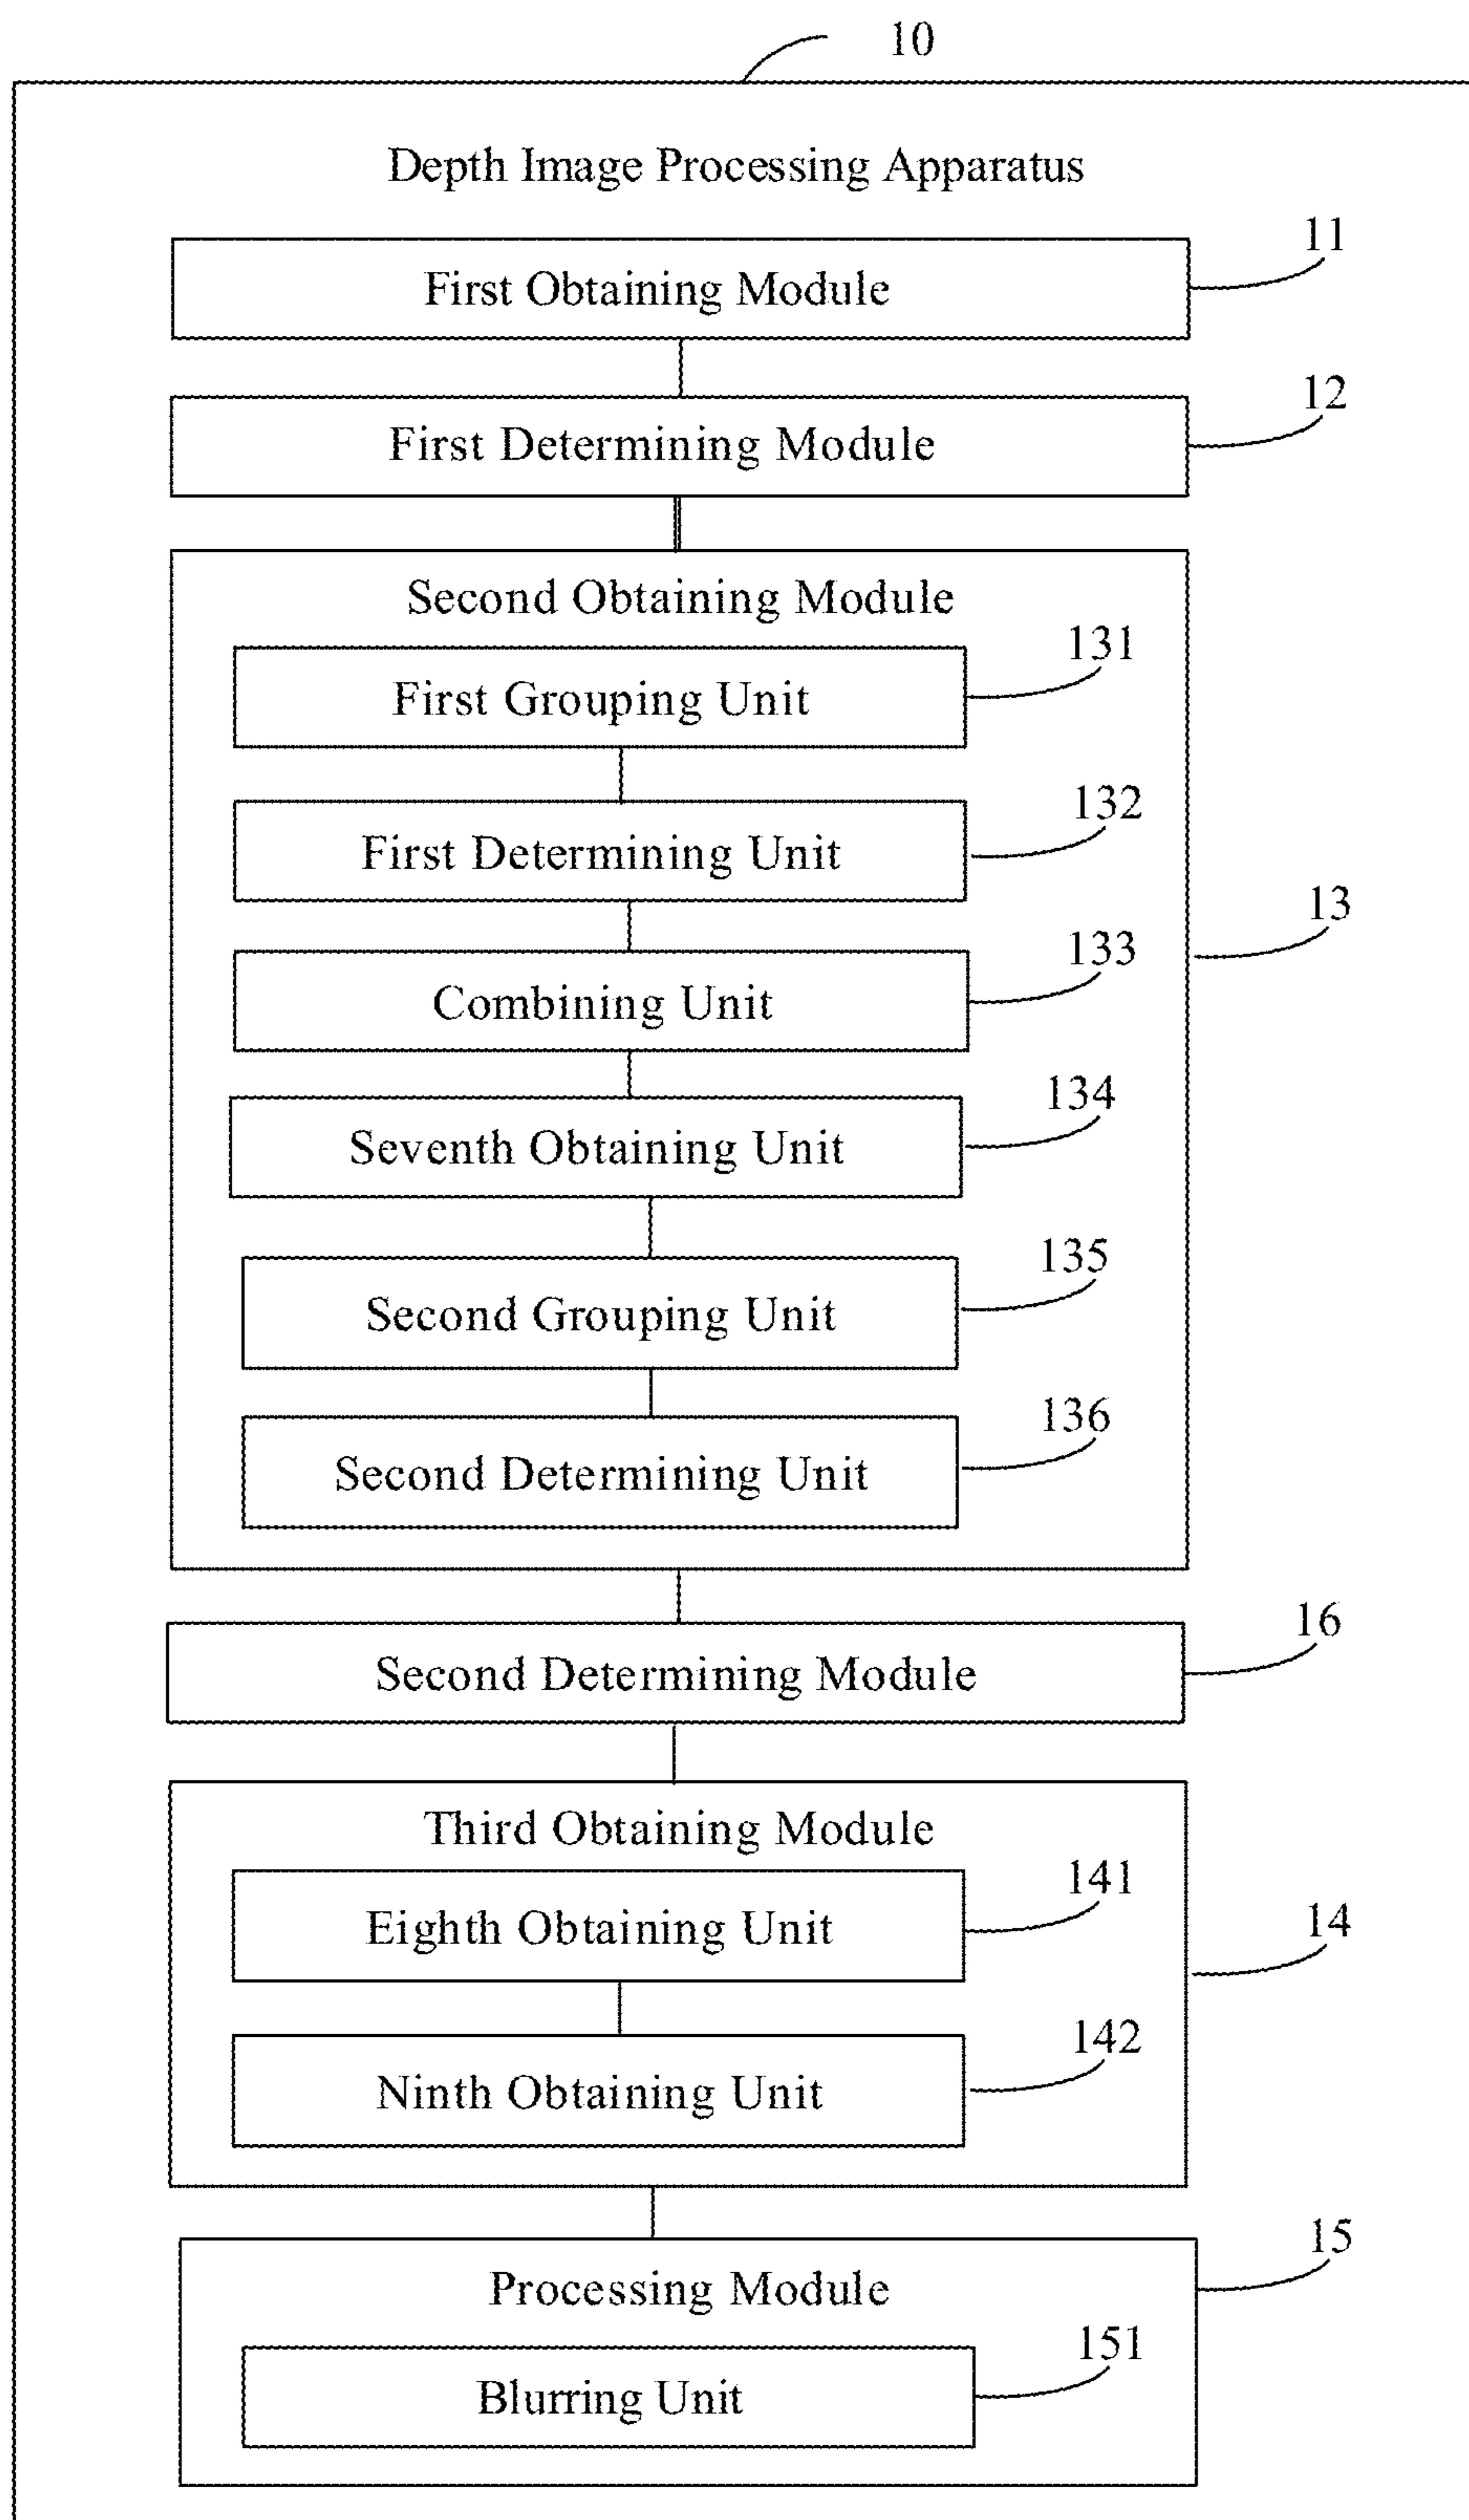 10
Depth Image Processing Apparatus
11
First Obtaining Module
12
First Determining Module
Second Obtaining Module
131
First Grouping Unit
132
First Determining Unit
13
133
Combining Unit
134
Seventh Obtaining Unit
135
Second Grouping Unit
136
Second Determining Unit
16
Second Determining Module
Third Obtaining Module
141
Eighth Obtaining Unit
14
142
Ninth Obtaining Unit
15
Processing Module
151
Blurring Unit